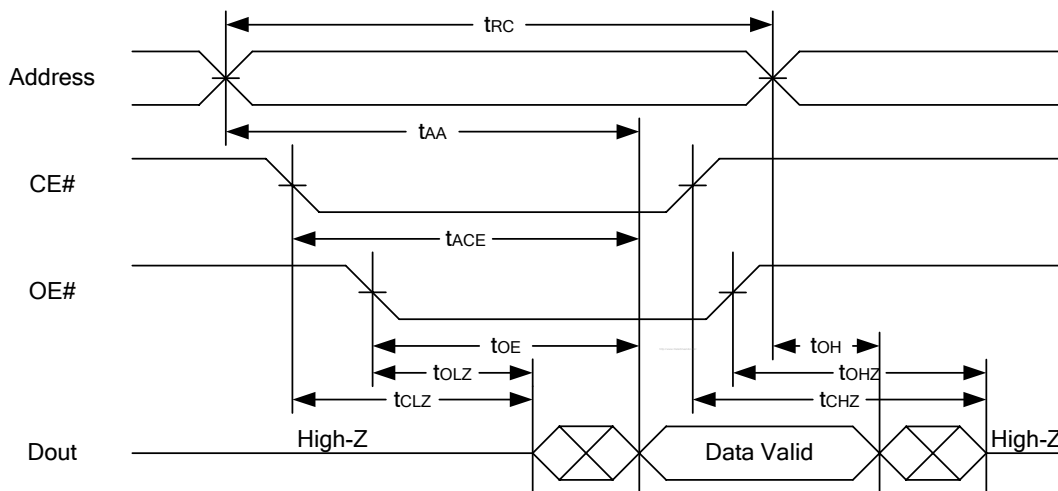 tRC
Address
tAA
CE#
tACE
OE#
tOE
tOH
tOLZ
tOHZ
tCLZ
tCHZ
High-Z
Data Valid
High-Z
Dout